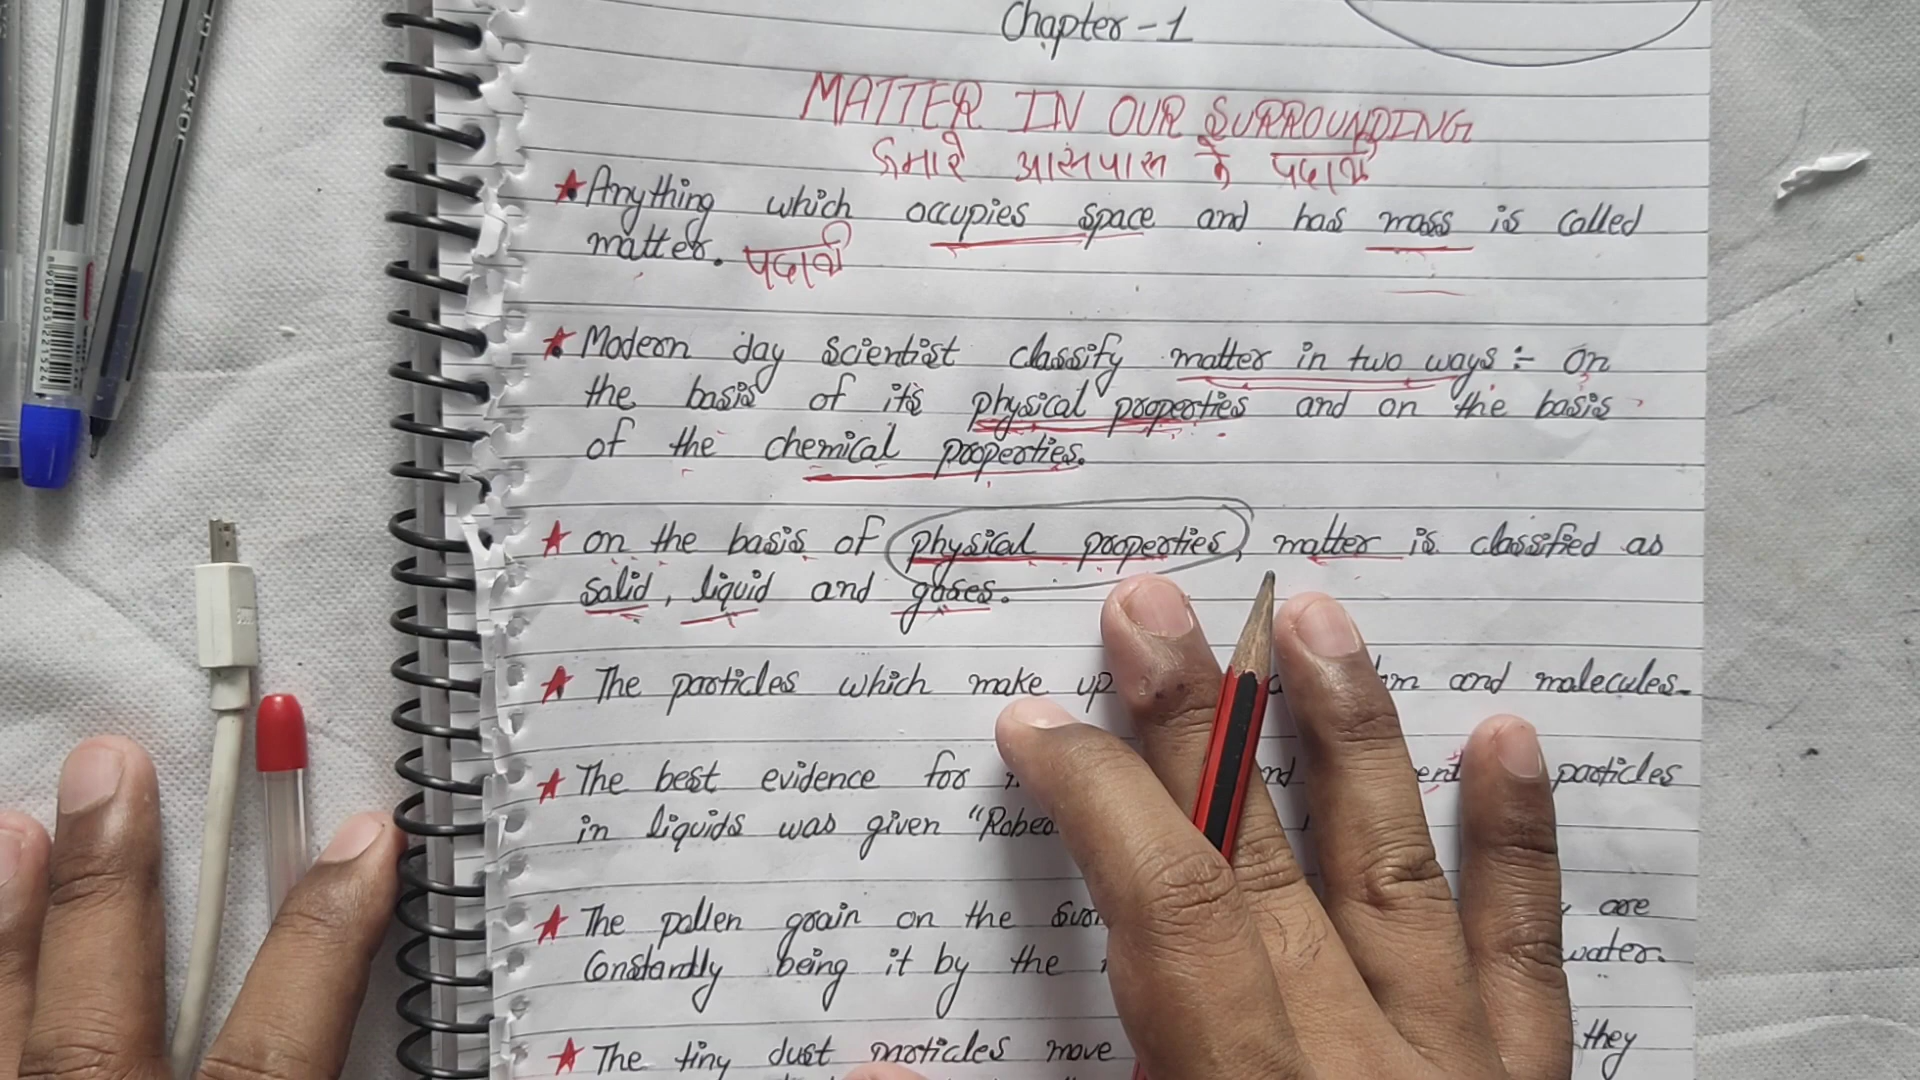 Chapter - 1
MATTER IN OUR SURROUNDING
हमारे आसपास के पदार्थ
★ Anything which occupies space and has mass is called
matter. पदार्थ
★ Modern day scientist classify matter in two ways :- On
the basis of its physical properties and on the basis
of the chemical properties.
★ on the basis of physical properties, matter is classified as
salid, liquid and gases.
★ The particles which make up and malecules.
★ The best evidence for particles
in liquids was given "Robe
★ The pollen grain on the are
Constantly being it by the water.
★ The tiny dust particles move they